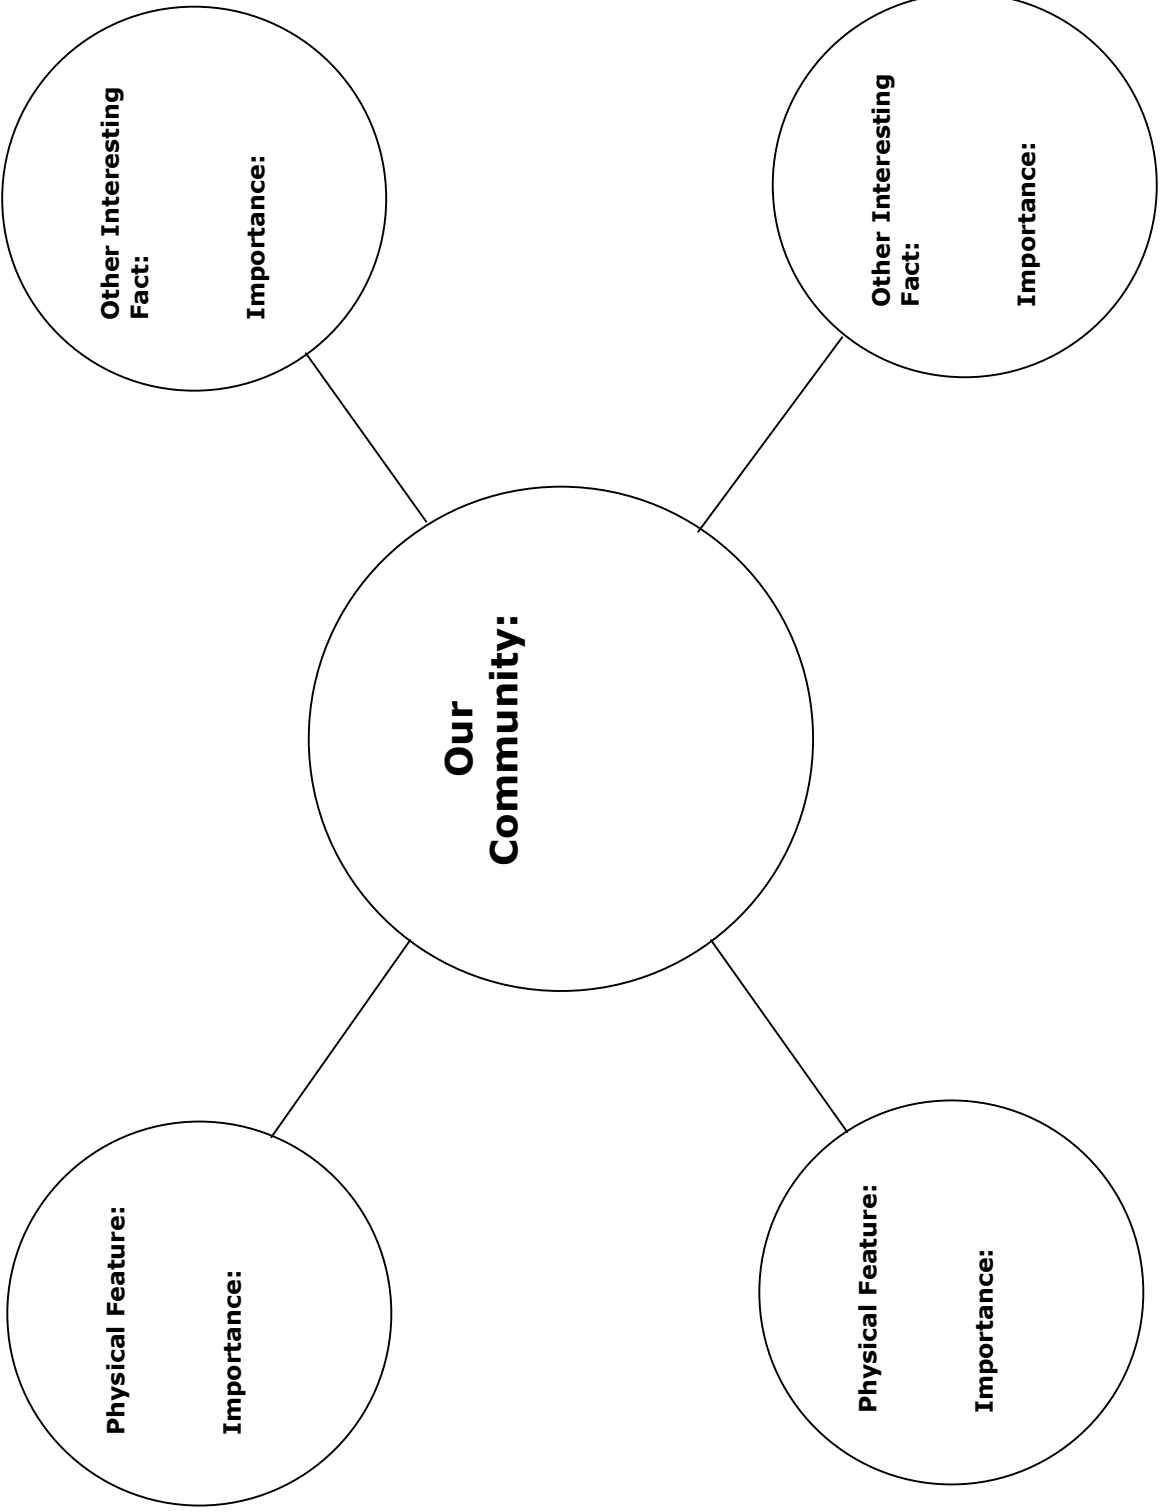 Physical Feature:
Importance:
Other Interesting
Fact:
Importance:
Our
Community:
Physical Feature:
Importance:
Other Interesting
Fact:
Importance: